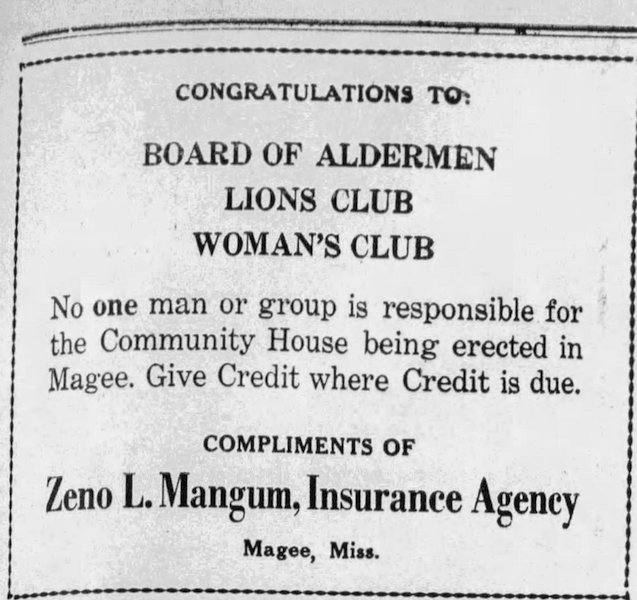 CONGRATULATIONS TO:
BOARD OF ALDERMEN
LIONS CLUB
WOMAN'S CLUB
No one man or group is responsible for
the Community House being erected in
Magee. Give Credit where Credit is due.
COMPLIMENTS OF
Zeno L. Mangum, Insurance Agency
Magee, Miss.